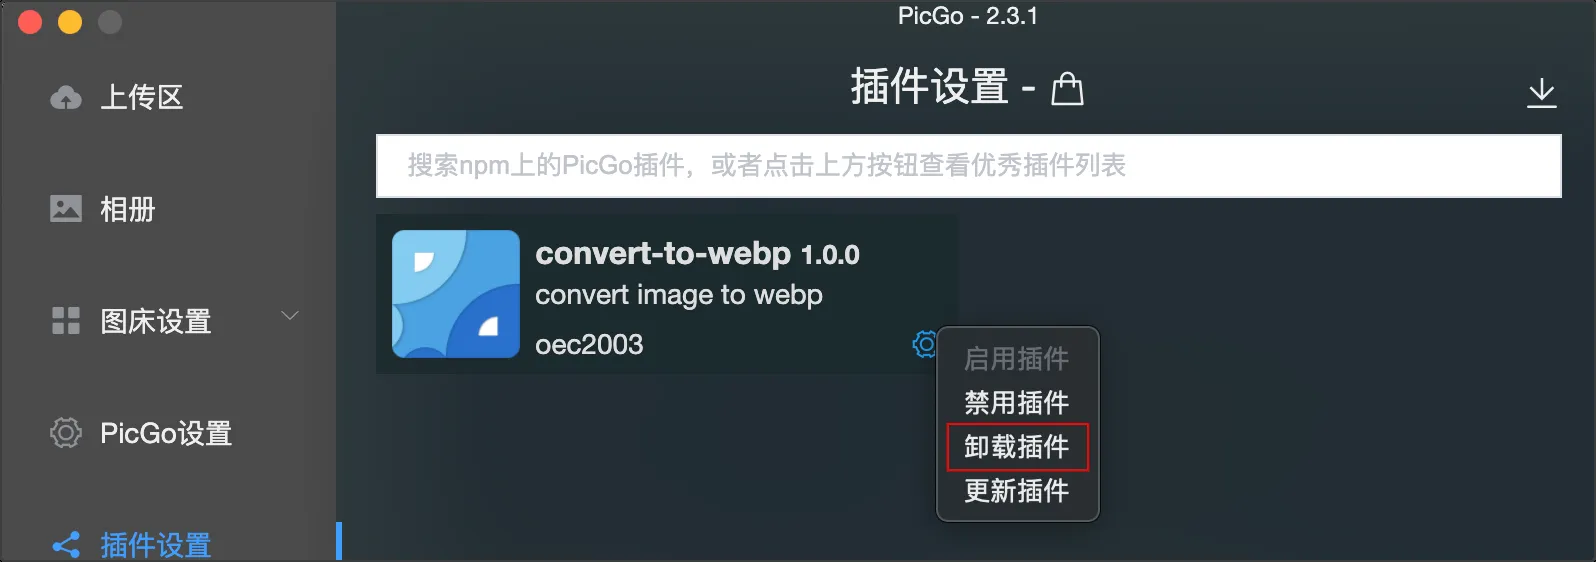 PicGo - 2.3.1
插件设置 -
上传区
相册
图床设置
PicGo设置
插件设置
搜索npm上的PicGo插件，或者点击上方按钮查看优秀插件列表
convert-to-webp 1.0.0
convert image to webp
oec2003
启用插件
禁用插件
卸载插件
更新插件